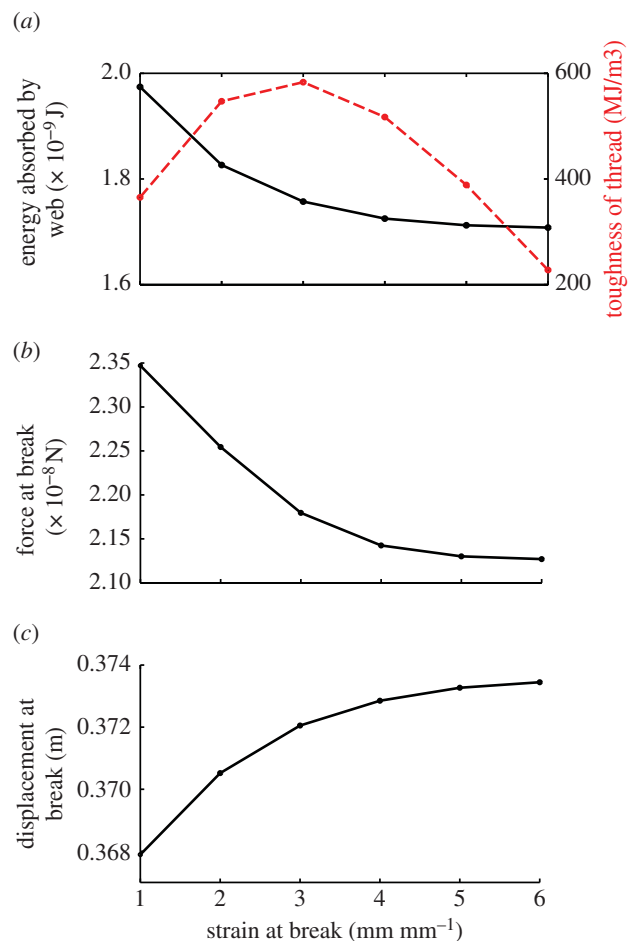 (a)
energy absorbed by
web (× 10⁻⁹ J)
2.0
1.8
1.6
600
400
200
toughness of thread (MJ/m3)
(b)
force at break
(× 10⁻⁸ N)
2.35
2.30
2.25
2.20
2.15
2.10
(c)
displacement at
break (m)
0.374
0.372
0.370
0.368
1 2 3 4 5 6
strain at break (mm mm⁻¹)